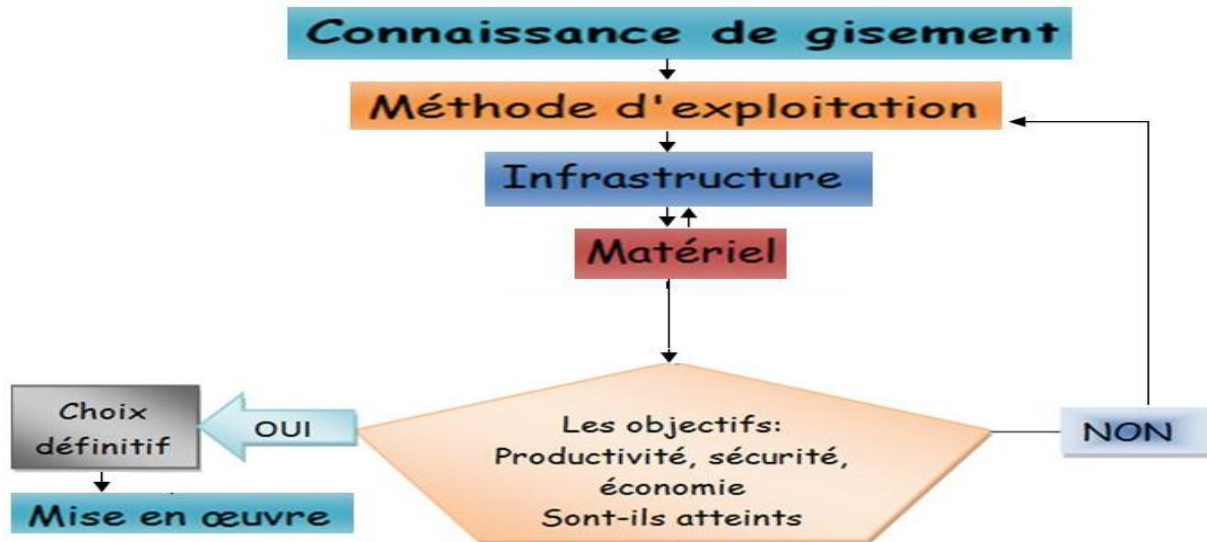 Connaissance de gisement
Méthode d'exploitation
Infrastructure
Matériel
Les objectifs:
Productivité, sécurité,
économie
Sont-ils atteints
OUI
NON
Choix
définitif
Mise en œuvre